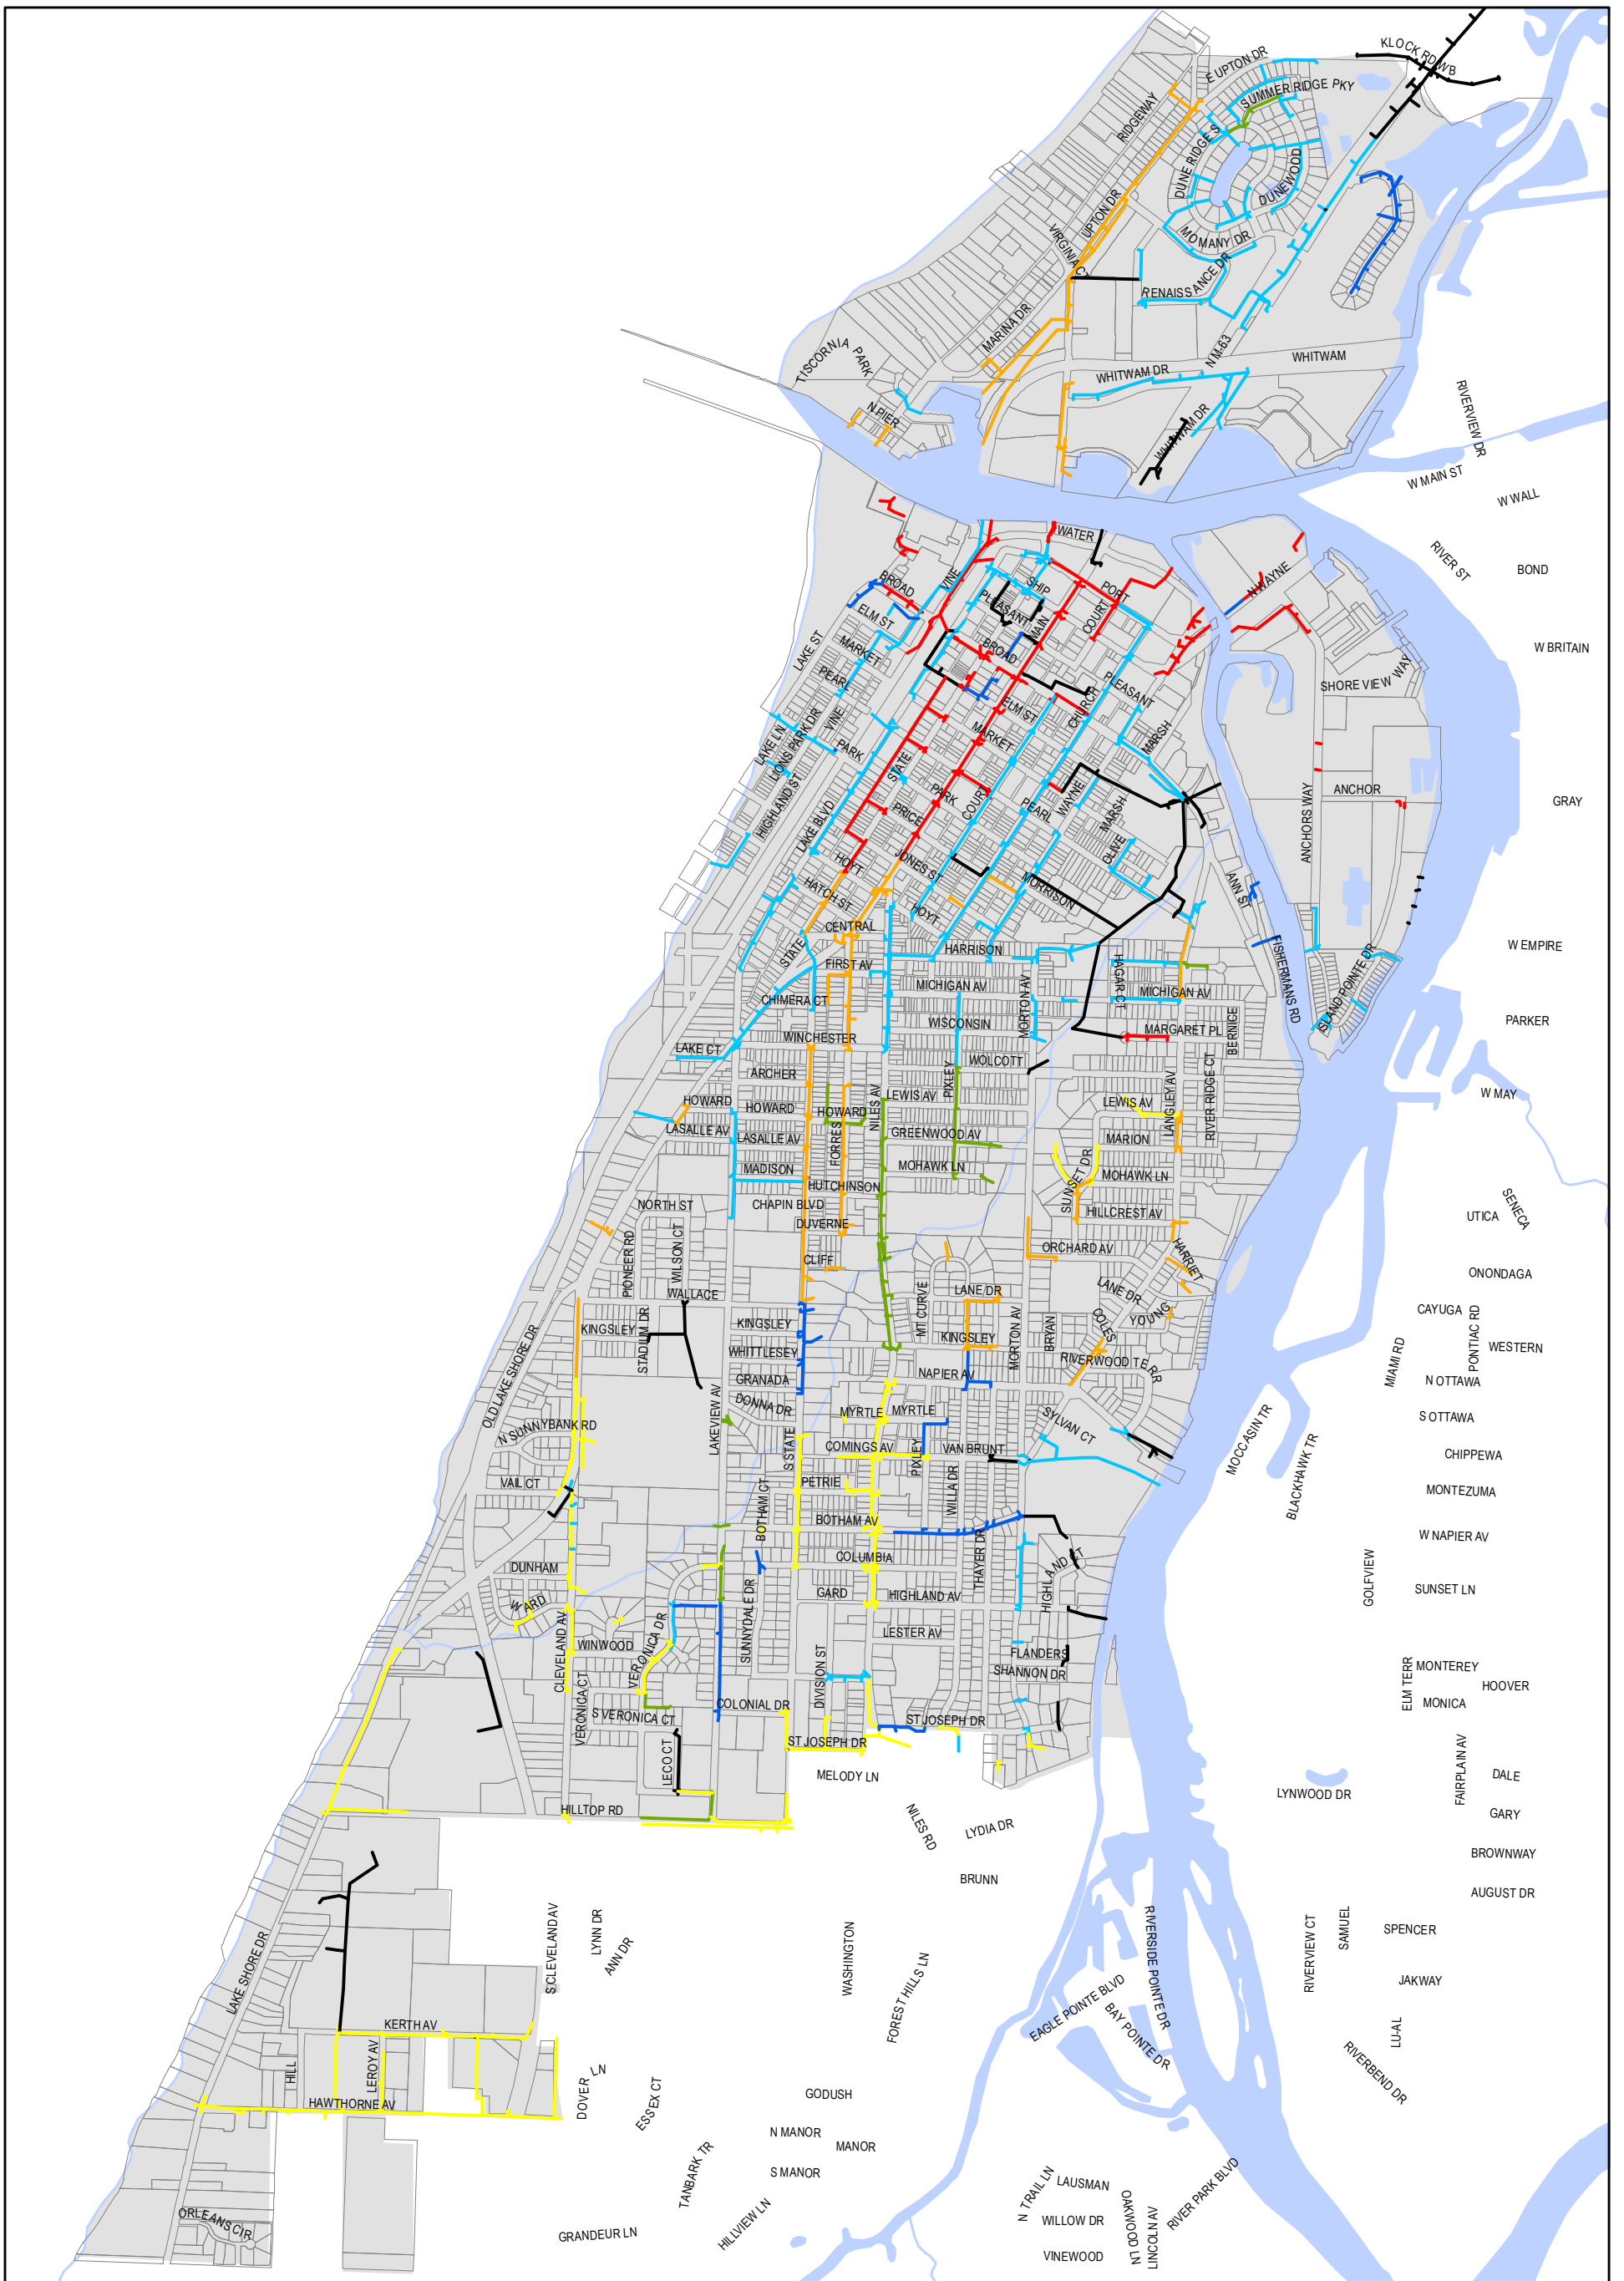 KLOCK RD WB
E UPTON DR
SUMMER RIDGE PKY
RIDGEWAY
DUNE RIDGE S
DUNEWOOD
UPTON DR
VIRGINIA CT
MOMANY DR
RENAISSANCE DR
MARINA DR
TISCORNIA PARK
N M-63
WHITWAM
WHITWAM DR
N PIER
WHITWAM DR
RIVERVIEW DR
W MAIN ST
W WALL
WATER
RIVER ST
BOND
BROAD
VINE
SHIP
PORT
N WAYNE
PLEASANT
ELM ST
COURT
MAIN
LAKE ST
MARKET
BROAD
W BRITAIN
PEARL
PLEASANT
SHORE VIEW WAY
ELM ST
CHURCH
LIONS PARK DR
VINE
MARKET
MARSH
LAKE LN
PARK
STATE
HIGHLAND ST
PARK
ANCHOR
GRAY
LAKE BLVD
PRICE
COURT
PEARL
WAYNE
MARSH
ANCHORS WAY
HOYT
JONES ST
OLIVE
HATCH ST
MORRISON
ANN ST
HOYT
CENTRAL
STATE
HARRISON
W EMPIRE
FIRST AV
HAGAR CT
FISHERMANS RD
ISLAND POINTE DR
MICHIGAN AV
MICHIGAN AV
CHIMERA CT
MORTON AV
WISCONSIN
PARKER
WINCHESTER
MARGARET PL
BERNICE
LAKE CT
WOLCOTT
ARCHER
PIXLEY
RIVER RIDGE CT
LANGLEY AV
W MAY
HOWARD
HOWARD
HOWARD
NILES AV
LEWIS AV
LEWIS AV
LASALLE AV
LASALLE AV
FORRES
GREENWOOD AV
MARION
MADISON
MOHAWK LN
SUNSET DR
MOHAWK LN
HUTCHINSON
NORTH ST
CHAPIN BLVD
HILLCREST AV
SENECA
UTICA
DUVERNE
PIONEER RD
WILSON CT
CLIFF
ORCHARD AV
HARRIET
ONONDAGA
WALLACE
LANE DR
LANE DR
MT CURVE
YOUNG
COLES
CAYUGA
PONTIAC RD
KINGSLEY
STADIUM DR
KINGSLEY
KINGSLEY
MORTON AV
BRYAN
WESTERN
OLD LAKE SHORE DR
WHITTLESEY
RIVERWOOD TERR
MIAMI RD
GRANADA
NAPIER AV
N OTTAWA
DONNA DR
MYRTLE
MYRTLE
SYLVAN CT
S OTTAWA
N SUNNYBANK RD
LAKEVIEW AV
S STATE
COMINGS AV
PIXLEY
VAN BRUNT
MOCCASIN TR
BLACKHAWK TR
CHIPPEWA
VAIL CT
PETRIE
WILLA DR
MONTEZUMA
BOTHAM CT
BOTHAM AV
W NAPIER AV
COLUMBIA
THAYER DR
HIGHLAND CT
GOLFVIEW
DUNHAM
GARD
HIGHLAND AV
SUNSET LN
WARD
SUNNYDALE DR
LESTER AV
CLEVELAND AV
WINWOOD
VERONICA DR
FLANDERS
SHANNON DR
DIVISION ST
ELM TERR
MONTEREY
HOOVER
MONICA
VERONICA CT
COLONIAL DR
S VERONICA CT
ST JOSEPH DR
ST JOSEPH DR
LECO CT
MELODY LN
FAIRPLAIN AV
DALE
LYNWOOD DR
GARY
HILLTOP RD
NILES RD
LYDIA DR
BROWNWAY
BRUNN
AUGUST DR
S CLEVELAND AV
LYNN DR
ANN DR
WASHINGTON
FOREST HILLS LN
RIVERSIDE POINTE DR
RIVERVIEW CT
SAMUEL
SPENCER
LAKE SHORE DR
EAGLE POINTE BLVD
BAY POINTE DR
JAKWAY
KERTH AV
LU-AL
RIVERBEND DR
HILL
LEROY AV
DOVER LN
ESSEX CT
GODUSH
HAWTHORNE AV
N MANOR
MANOR
S MANOR
TANBARK TR
HILLVIEW LN
N TRAIL LN
LAUSMAN
OAKWOOD LN
LINCOLN AV
RIVER PARK BLVD
WILLOW DR
ORLEANS CIR
GRANDEUR LN
VINEWOOD